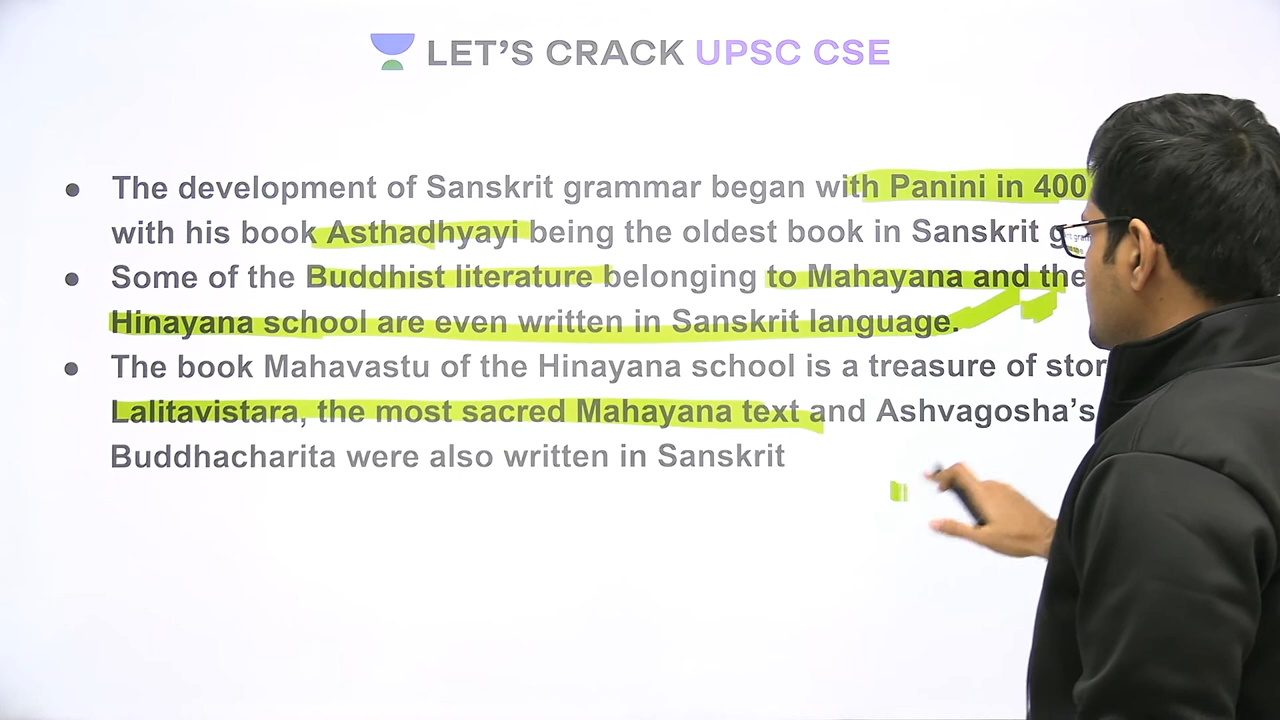 LET'S CRACK UPSC CSE
● The development of Sanskrit grammar began with Panini in 400
with his book Asthadhyayi being the oldest book in Sanskrit
● Some of the Buddhist literature belonging to Mahayana and the
Hinayana school are even written in Sanskrit language.
● The book Mahavastu of the Hinayana school is a treasure of
Lalitavistara, the most sacred Mahayana text and Ashvagosha's
Buddhacharita were also written in Sanskrit